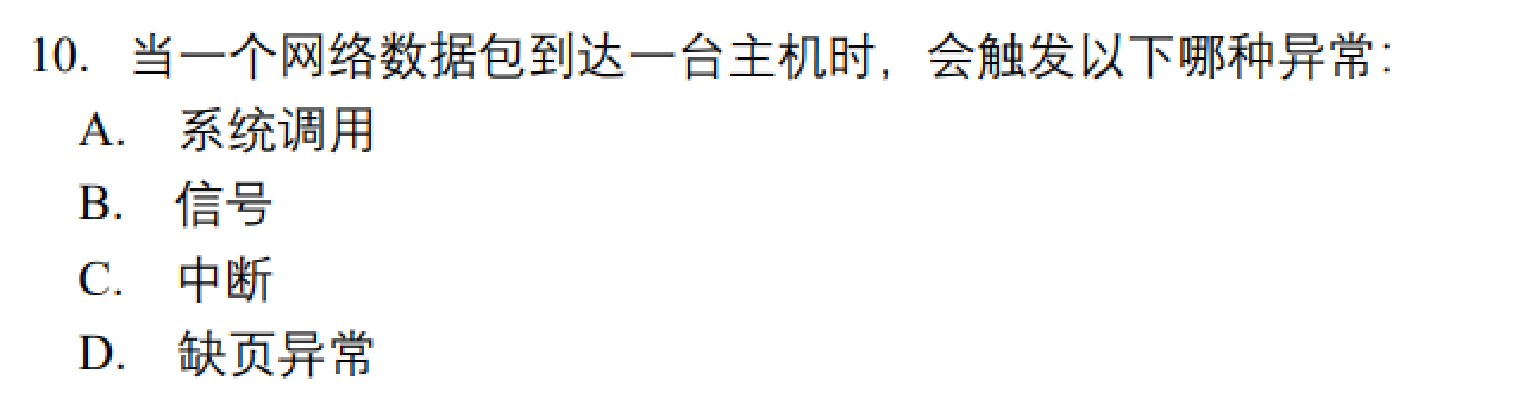 10. 当一个网络数据包到达一台主机时，会触发以下哪种异常：
A. 系统调用
B. 信号
C. 中断
D. 缺页异常